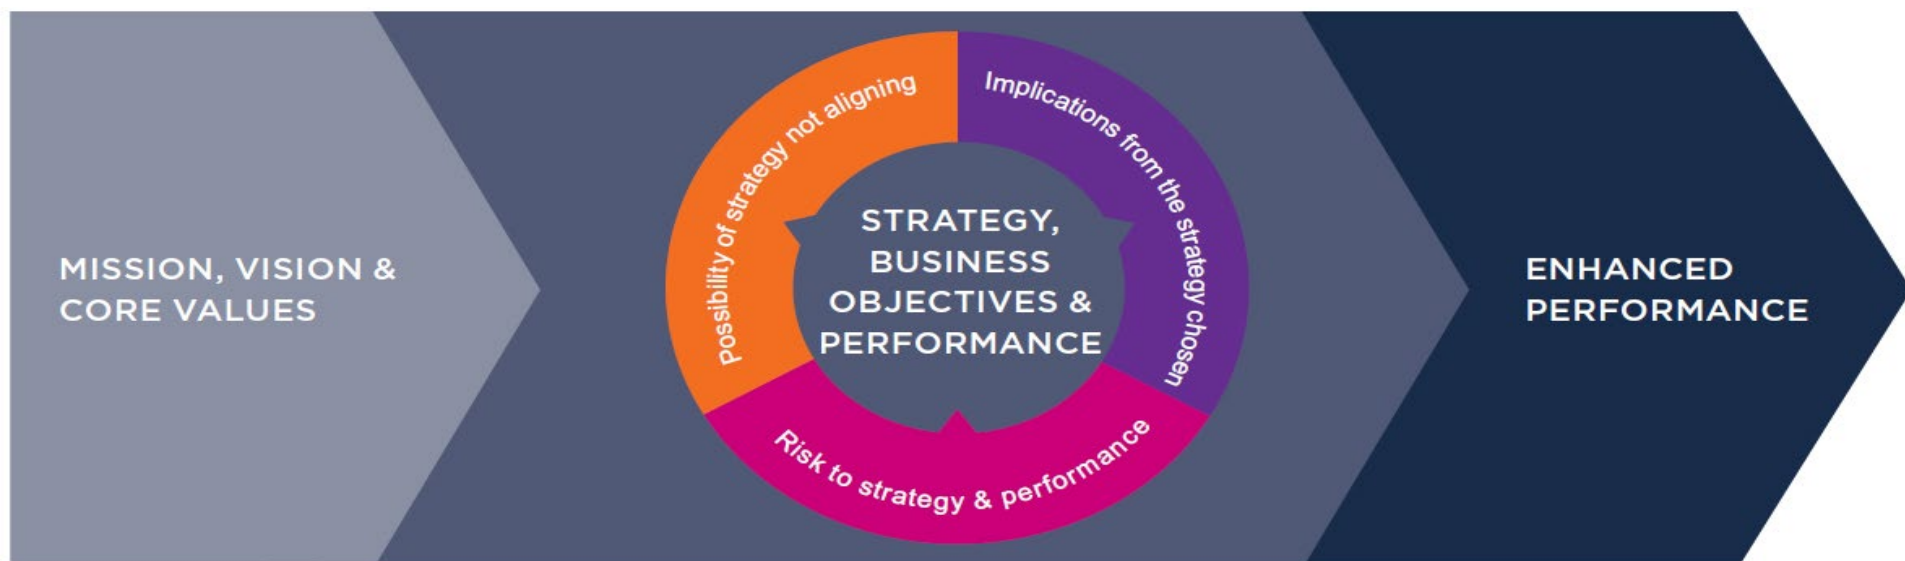 MISSION, VISION &
CORE VALUES
Possibility of strategy not aligning
Implications from the strategy chosen
STRATEGY,
BUSINESS
OBJECTIVES &
PERFORMANCE
Risk to strategy & performance
ENHANCED
PERFORMANCE